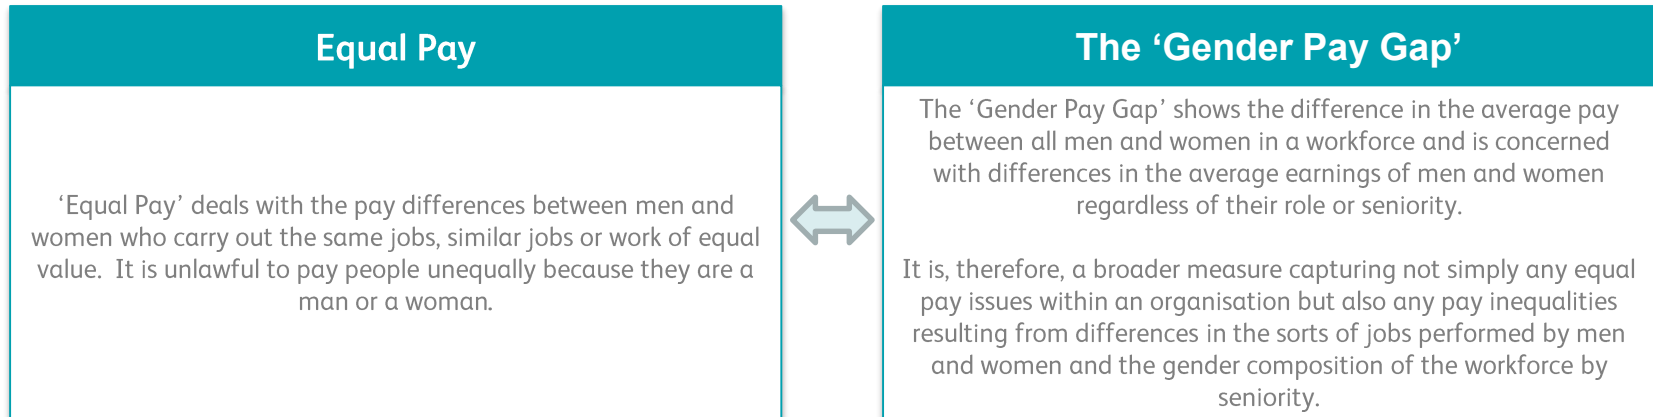 Equal Pay
‘Equal Pay’ deals with the pay differences between men and
women who carry out the same jobs, similar jobs or work of equal
value.  It is unlawful to pay people unequally because they are a
man or a woman.
The ‘Gender Pay Gap’
The ‘Gender Pay Gap’ shows the difference in the average pay
between all men and women in a workforce and is concerned
with differences in the average earnings of men and women
regardless of their role or seniority.
It is, therefore, a broader measure capturing not simply any equal
pay issues within an organisation but also any pay inequalities
resulting from differences in the sorts of jobs performed by men
and women and the gender composition of the workforce by
seniority.